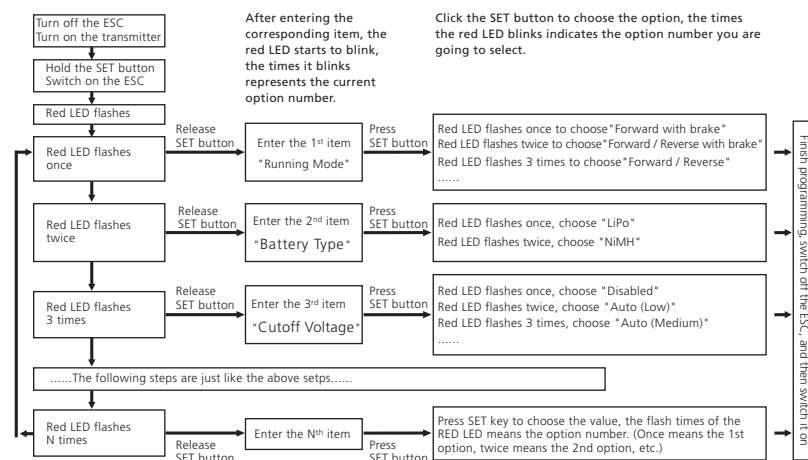 Turn off the ESC
Turn on the transmitter
After entering the
corresponding item, the
red LED starts to blink,
the times it blinks
represents the current
option number.
Click the SET button to choose the option, the times
the red LED blinks indicates the option number you are
going to select.
Hold the SET button
Switch on the ESC
Red LED flashes
Red LED flashes
once
Release
SET button
Enter the 1st item
"Running Mode"
Press
SET button
Red LED flashes once to choose"Forward with brake"
Red LED flashes twice to choose"Forward / Reverse with brake"
Red LED flashes 3 times to choose"Forward / Reverse"
......
Red LED flashes
twice
Release
SET button
Enter the 2nd item
"Battery Type"
Press
SET button
Red LED flashes once, choose "LiPo"
Red LED flashes twice, choose "NiMH"
Red LED flashes
3 times
Release
SET button
Enter the 3rd item
"Cutoff Voltage"
Press
SET button
Red LED flashes once, choose "Disabled"
Red LED flashes twice, choose "Auto (Low)"
Red LED flashes 3 times, choose "Auto (Medium)"
......
......The following steps are just like the above setps......
Red LED flashes
N times
Release
SET button
Enter the Nth item
Press
SET button
Press SET key to choose the value, the flash times of the
RED LED means the option number. (Once means the 1st
option, twice means the 2nd option, etc.)
Finish programming, switch off the ESC, and then switch it on